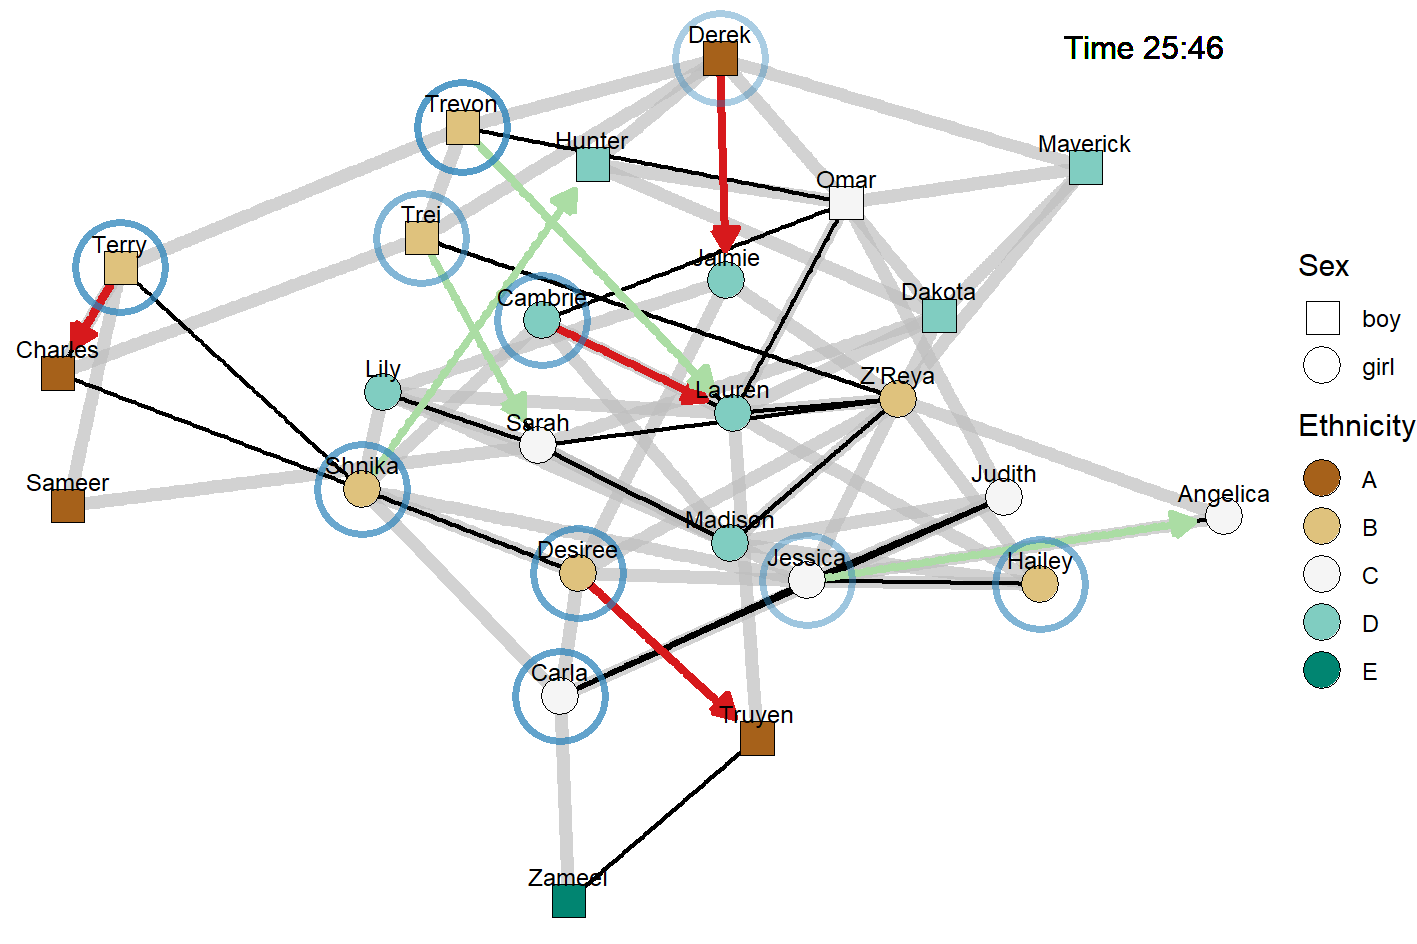 Derek
Time 25:46
Trevon
Hunter
Maverick
Omar
Trei
Terry
Jaimie
Cambrie
Dakota
Charles
Lily
Z'Reya
Lauren
Sarah
Shnika
Judith
Sameer
Angelica
Madison
Desiree
Jessica
Hailey
Carla
Truyen
Zameel
Sex
boy
girl
Ethnicity
A
B
C
D
E